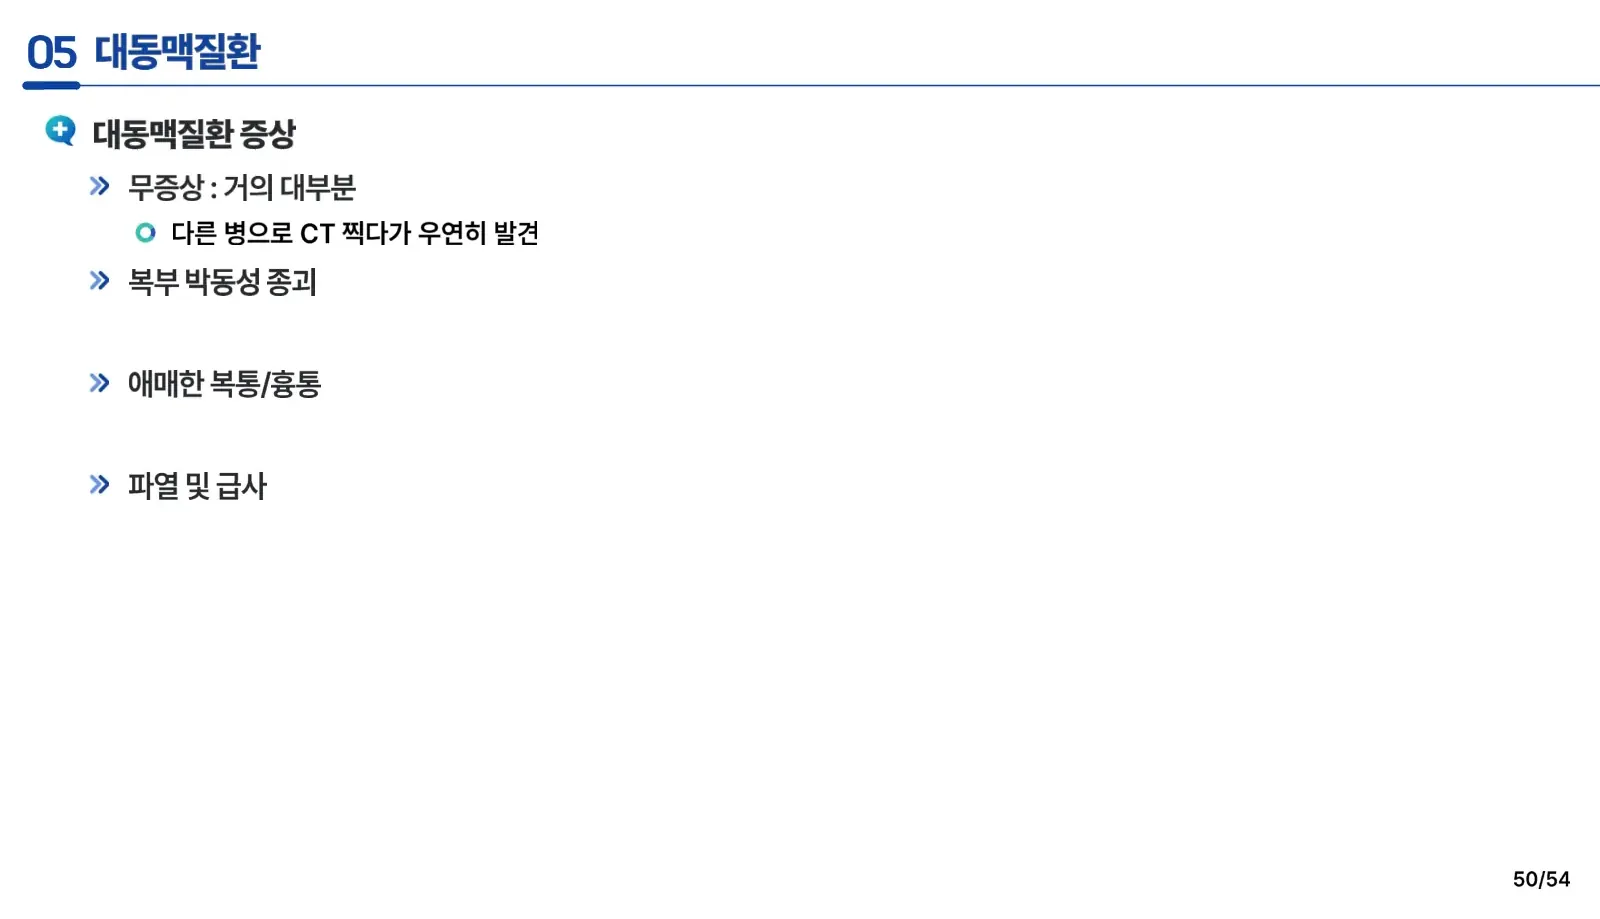 05 대동맥질환
대동맥질환 증상
무증상 : 거의 대부분
다른 병으로 CT 찍다가 우연히 발견
복부 박동성 종괴
애매한 복통/흉통
파열 및 급사
50/54